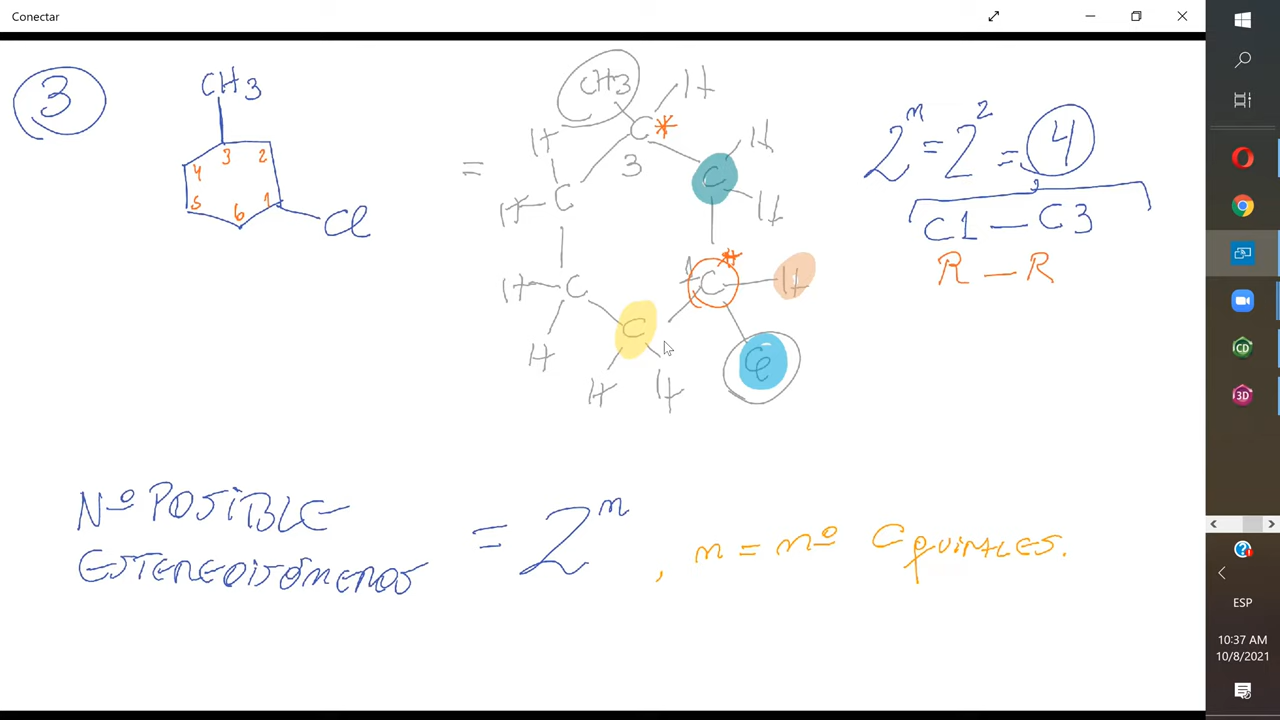 Conectar
3
CH3
4 3 2
5 6 1
Cl
=
CH3 H
H C* H
3 C
H C H
H C 1 C* H
C
H H H Cl
2^n = 2^2 = 4
C1 — C3
R — R
Nº POSIBLE
ESTEREOISÓMEROS = 2^n , n = nº C QUIRALES.
ESP
10:37 AM
10/8/2021